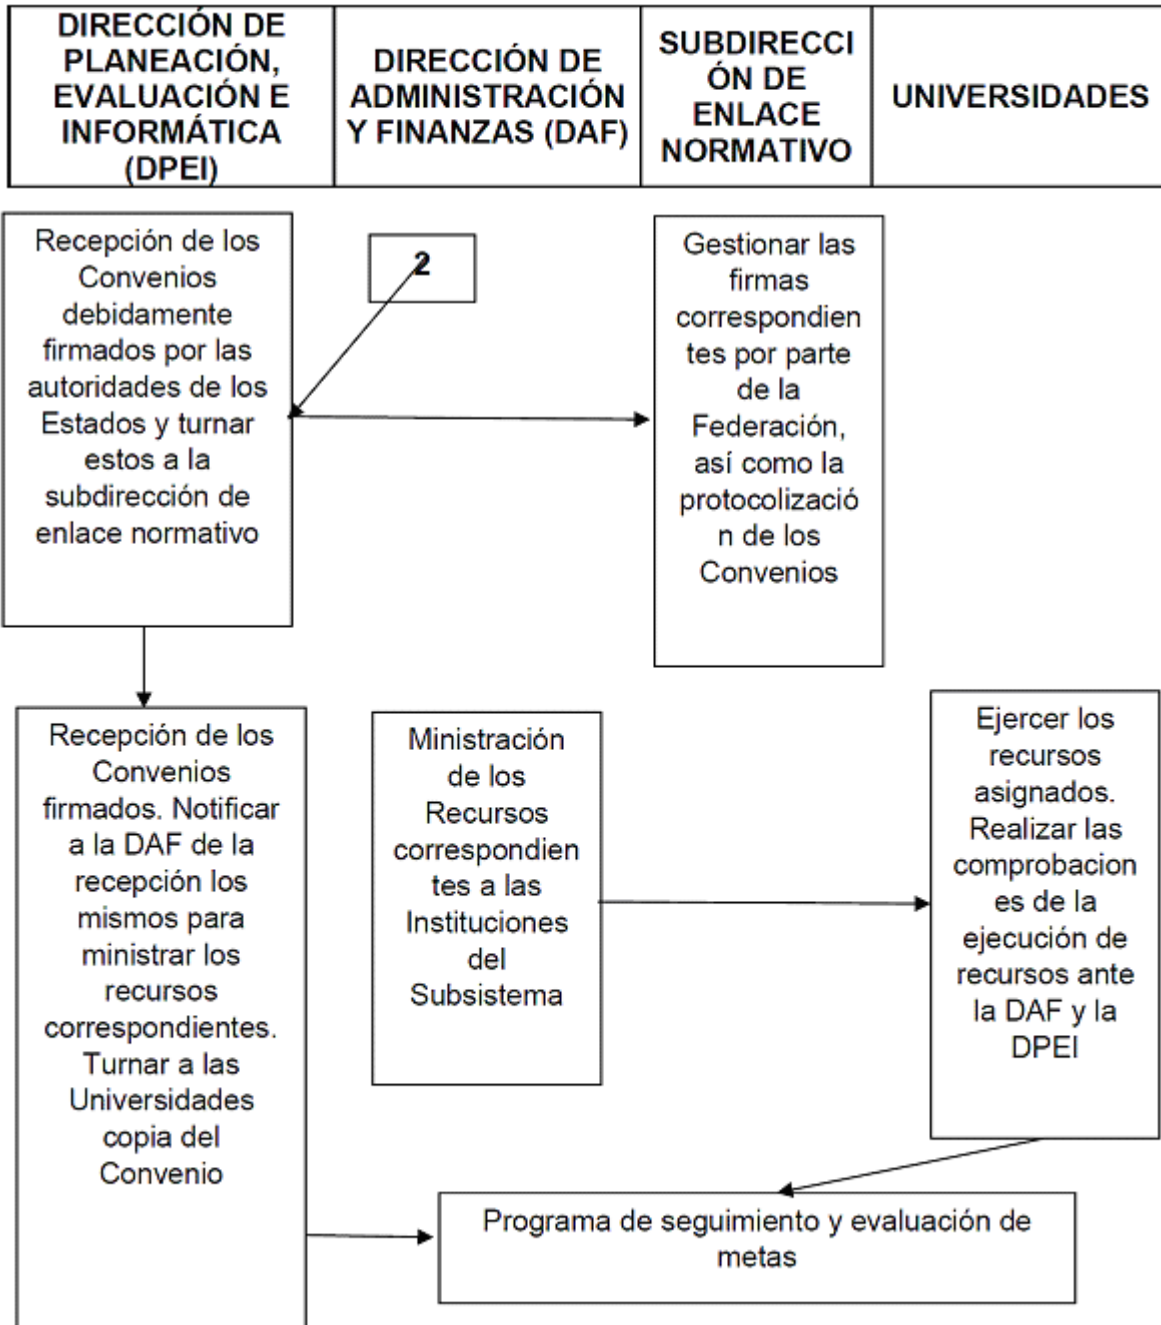 DIRECCIÓN DE
PLANEACIÓN,
EVALUACIÓN E
INFORMÁTICA
(DPEI)
DIRECCIÓN DE
ADMINISTRACIÓN
Y FINANZAS (DAF)
SUBDIRECCI
ÓN DE
ENLACE
NORMATIVO
UNIVERSIDADES
Recepción de los
Convenios
debidamente
firmados por las
autoridades de los
Estados y turnar
estos a la
subdirección de
enlace normativo
2
Gestionar las
firmas
correspondien
tes por parte
de la
Federación,
así como la
protocolizació
n de los
Convenios
Recepción de los
Convenios
firmados. Notificar
a la DAF de la
recepción los
mismos para
ministrar los
recursos
correspondientes.
Turnar a las
Universidades
copia del
Convenio
Ministración
de los
Recursos
correspondien
tes a las
Instituciones
del
Subsistema
Ejercer los
recursos
asignados.
Realizar las
comprobacion
es de la
ejecución de
recursos ante
la DAF y la
DPEI
Programa de seguimiento y evaluación de
metas